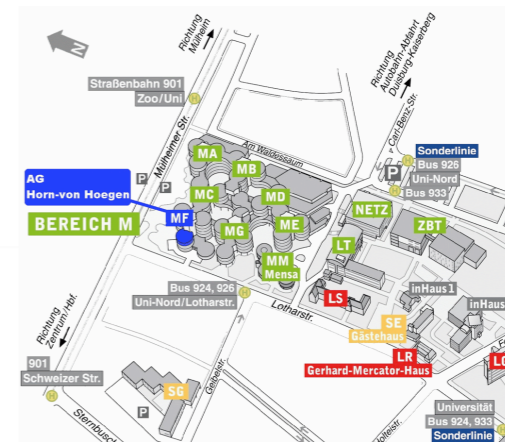 N
Richtung
Mülheim
Richtung
Autobahn-Abfahrt
Duisburg-Kaiserberg
Straßenbahn 901
Zoo/Uni
H
Mülheimer Str.
Am Waldessaum
Carl-Benz-Str.
H
Sonderlinie
Bus 926
Uni-Nord
Bus 933
H
P
MA
MB
AG
Horn-von Hoegen
P
P
MC
MD
NETZ
MF
BEREICH M
MG
ME
ZBT
LT
MM
Mensa
Bus 924, 926
Uni-Nord/Lotharstr.
H
LS
inHaus1
inHaus
Lotharstr.
SE
Gästehaus
Richtung
Zentrum/Hbf.
LR
Gerhard-Mercator-Haus
901
Schweizer Str.
H
SG
Geibelstr.
P
Sternbusch
Universität
Bus 924, 933
Sonderlinie
H